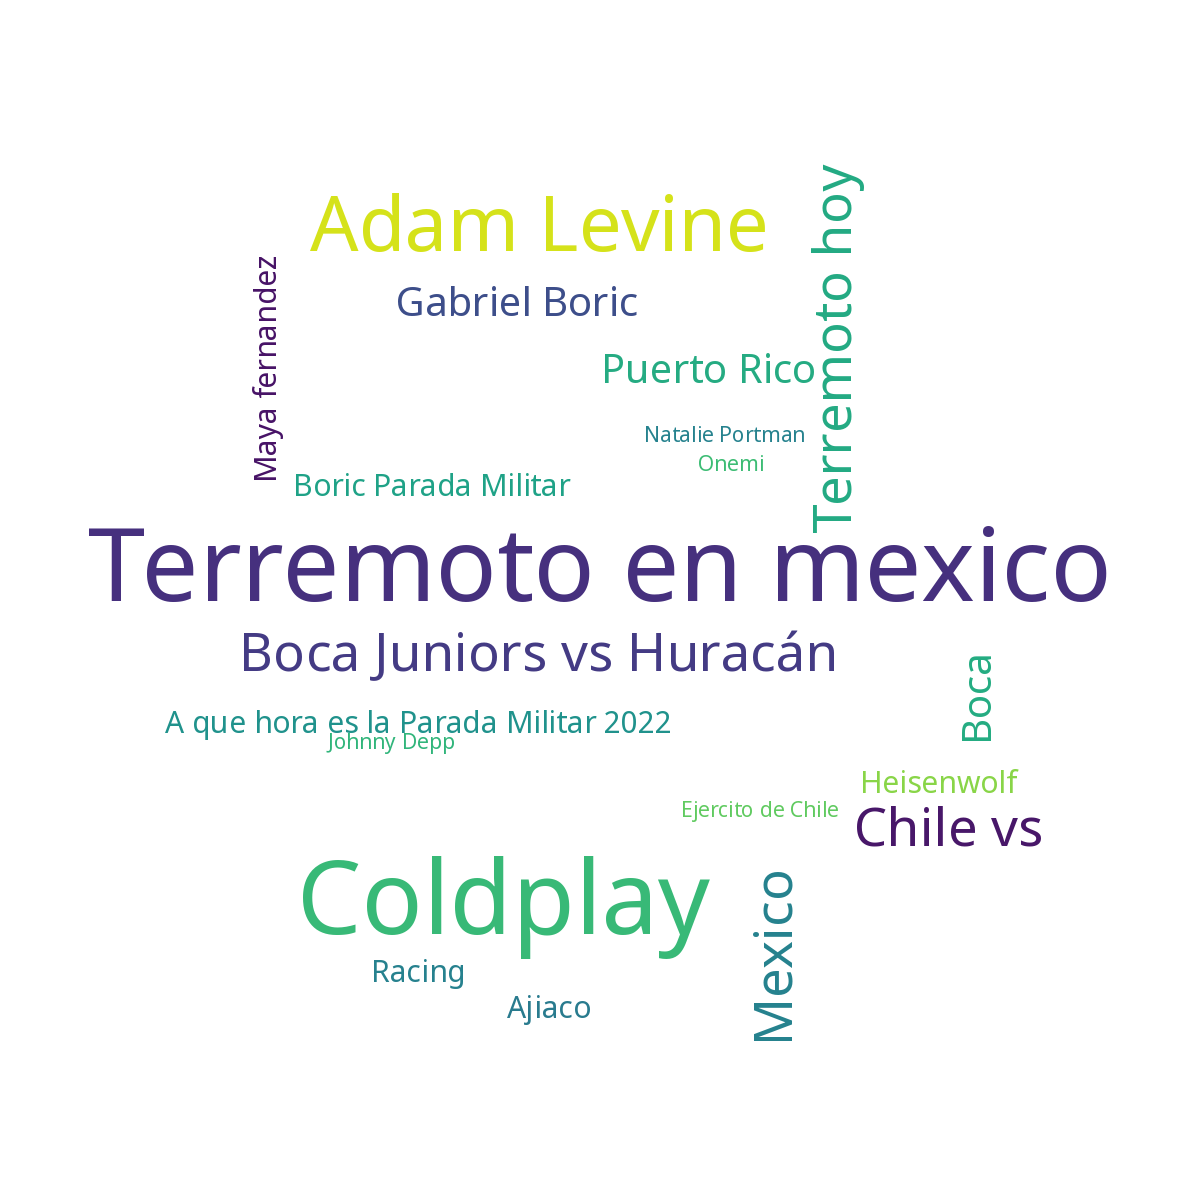 Adam Levine
Terremoto hoy
Maya fernandez
Gabriel Boric
Puerto Rico
Natalie Portman
Onemi
Boric Parada Militar
Terremoto en mexico
Boca Juniors vs Huracán
Boca
A que hora es la Parada Militar 2022
Johnny Depp
Heisenwolf
Ejercito de Chile
Chile vs
Coldplay
Mexico
Racing
Ajiaco